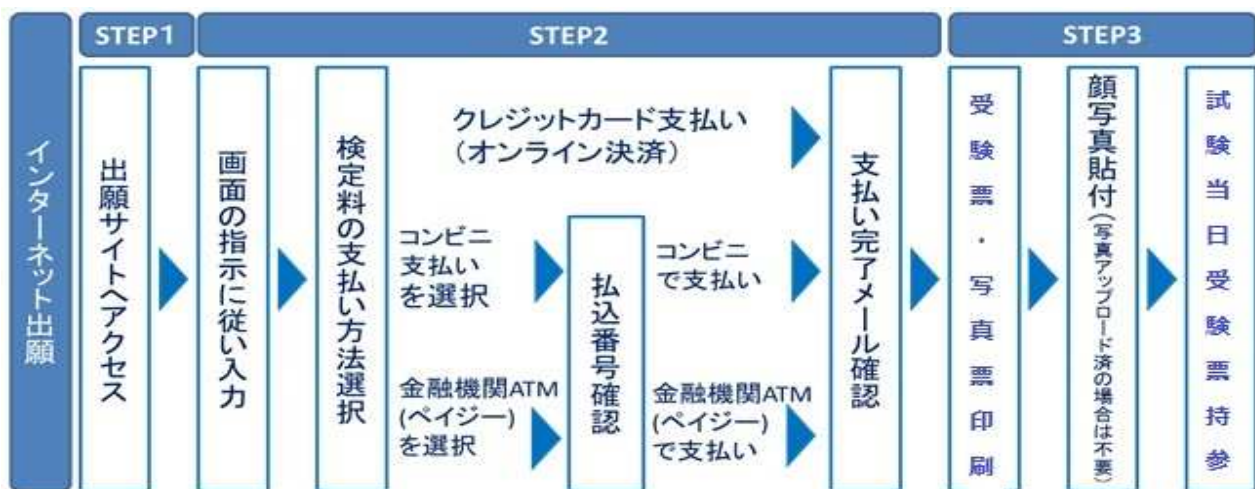 STEP1
STEP2
STEP3
インターネット出願
出願サイトへアクセス
画面の指示に従い入力
検定料の支払い方法選択
クレジットカード支払い
（オンライン決済）
コンビニ
支払い
を選択
金融機関ATM
(ペイジー)
を選択
払込番号確認
コンビニ
で支払い
金融機関ATM
(ペイジー)
で支払い
支払い完了メール確認
受験票・写真票印刷
顔写真貼付(写真アップロード済の場合は不要)
試験当日受験票持参